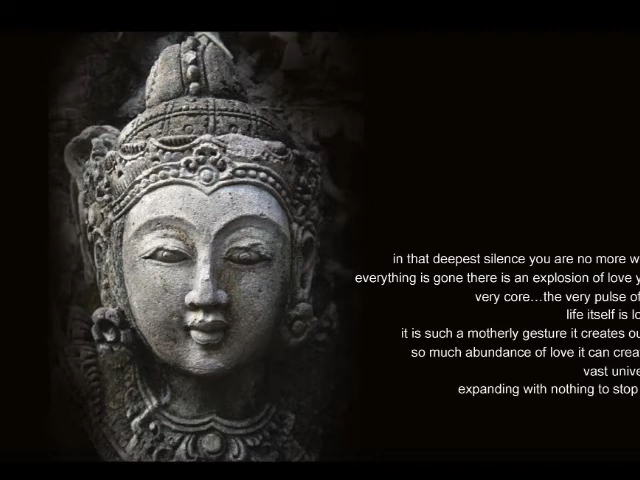 in that deepest silence you are no more
everything is gone there is an explosion of love
very core…the very pulse of
life itself is
it is such a motherly gesture it creates
so much abundance of love it can
vast
expanding with nothing to stop